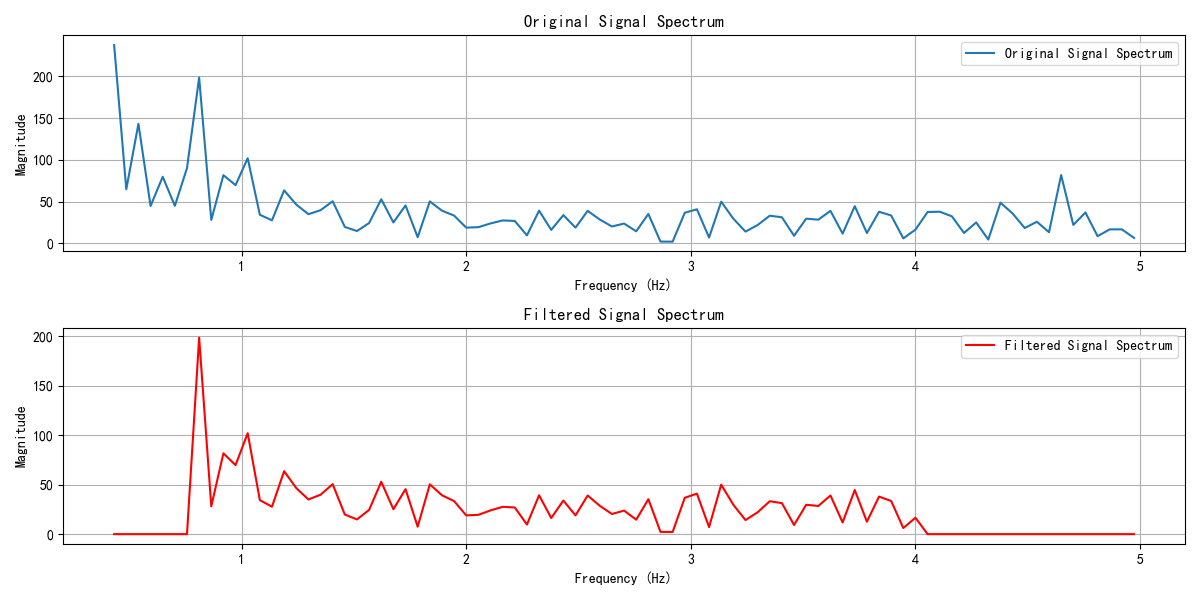 Original Signal Spectrum
Original Signal Spectrum
Magnitude
200
150
100
50
0
1
2
3
4
5
Frequency (Hz)
Filtered Signal Spectrum
Filtered Signal Spectrum
Magnitude
200
150
100
50
0
1
2
3
4
5
Frequency (Hz)